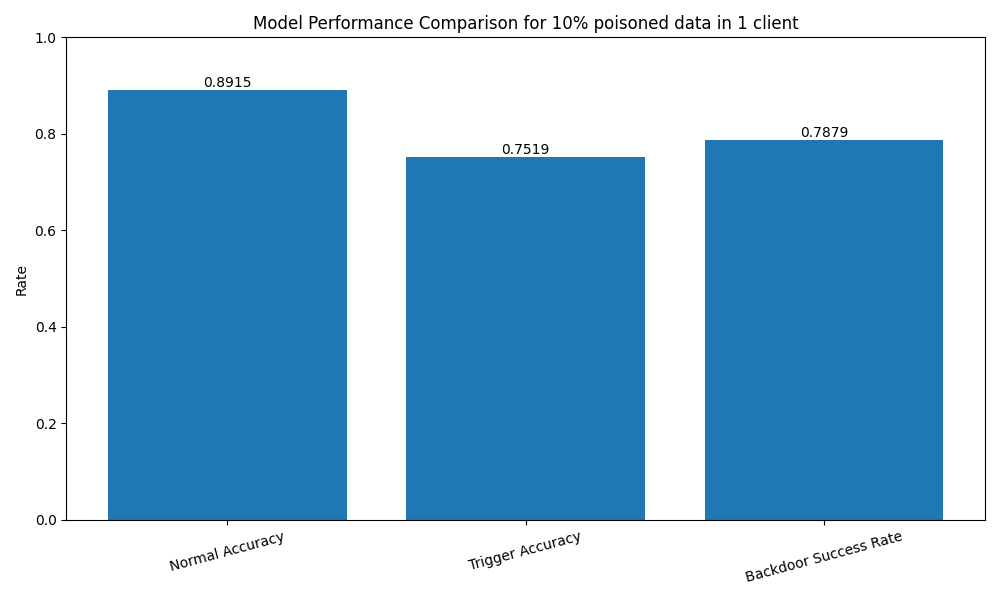 Model Performance Comparison for 10% poisoned data in 1 client
1.0
0.8
0.6
0.4
0.2
0.0
Rate
0.8915
0.7519
0.7879
Normal Accuracy
Trigger Accuracy
Backdoor Success Rate